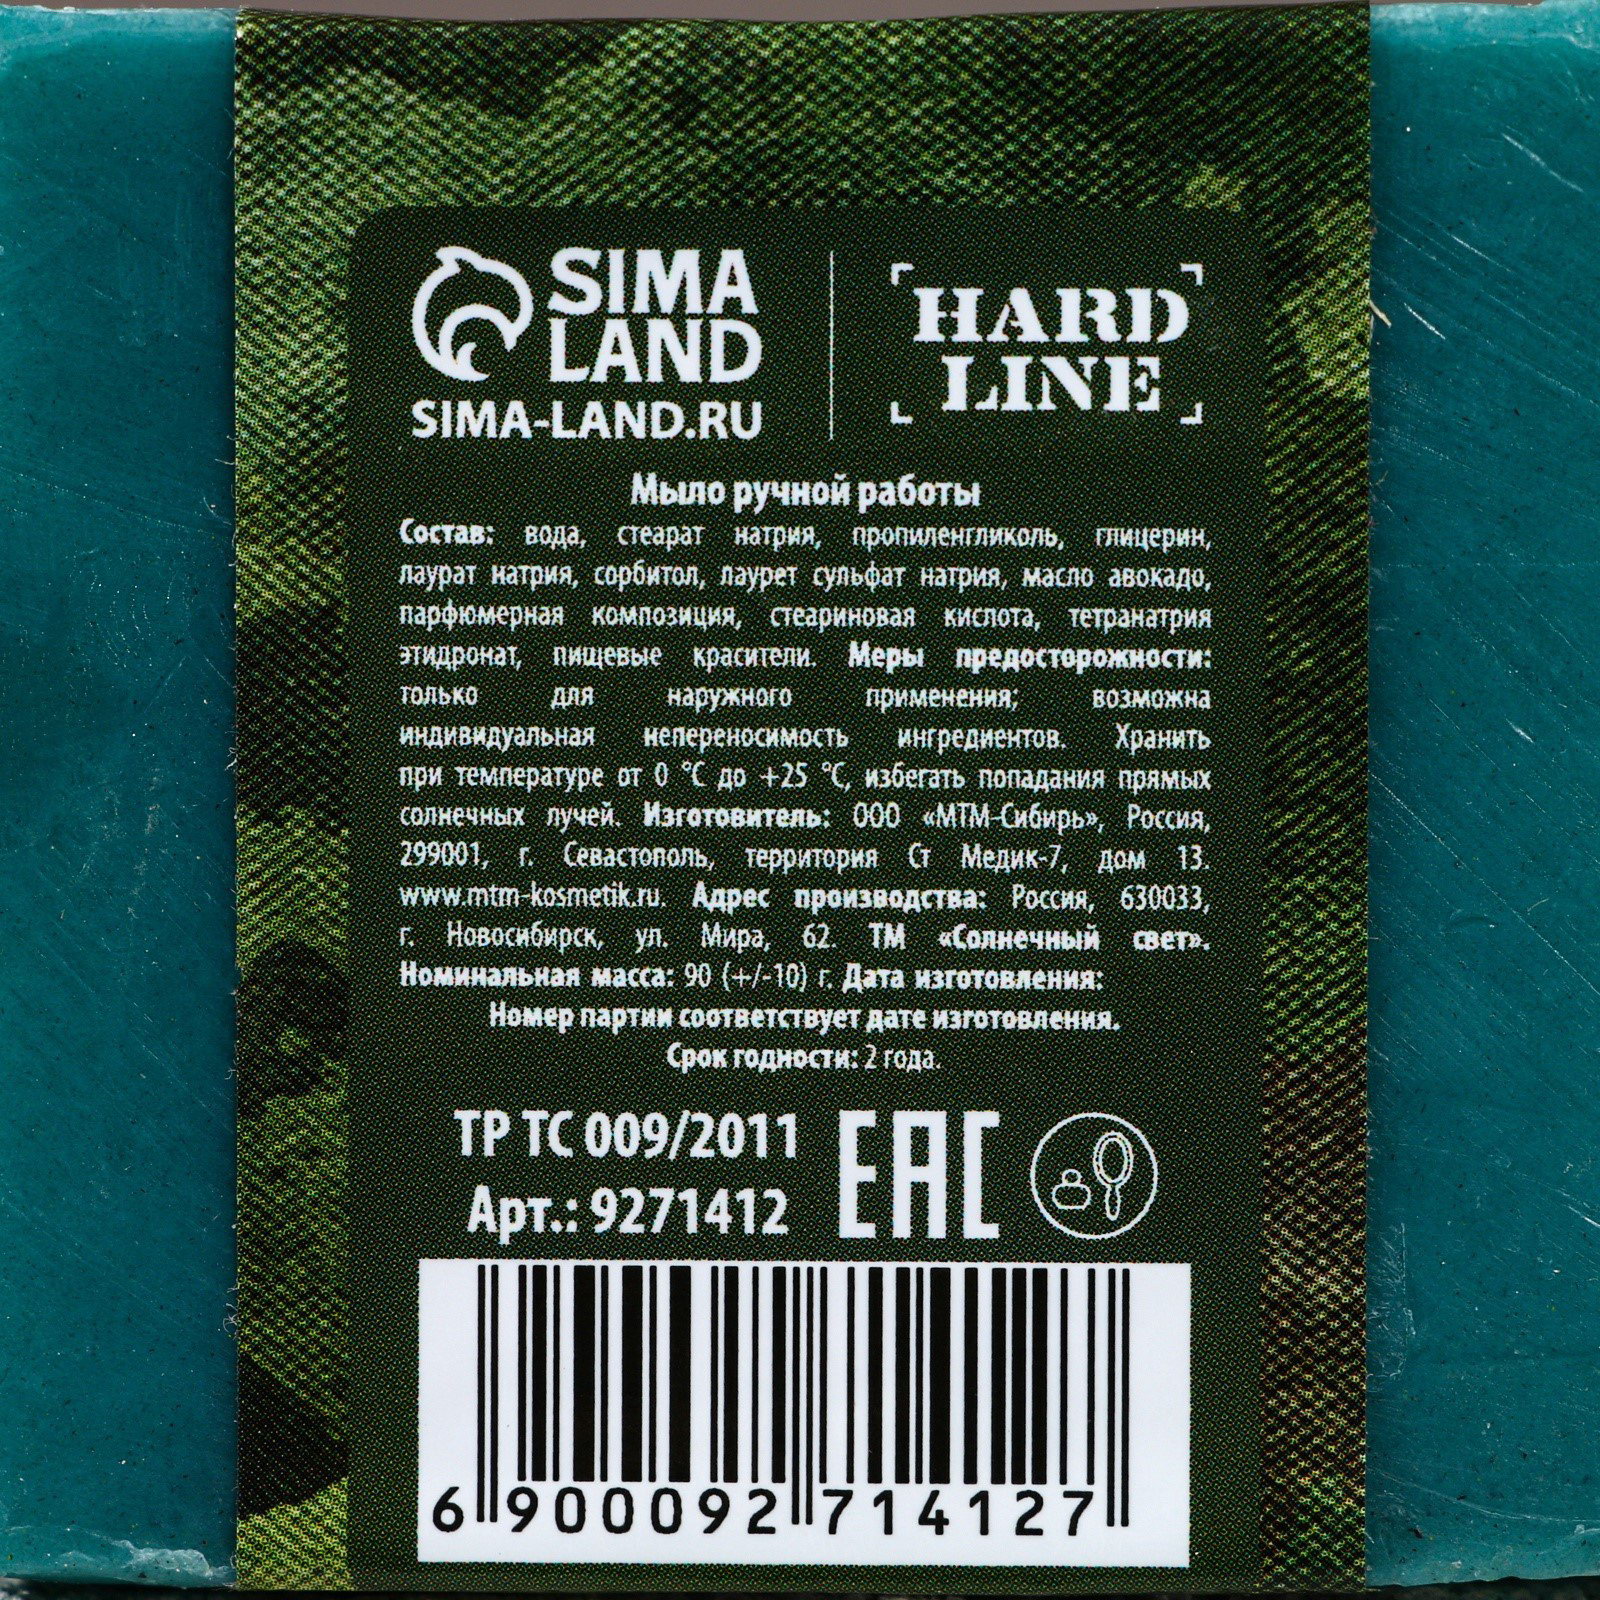 SIMA
LAND
SIMA-LAND.RU
HARD
LINE
Мыло ручной работы
Состав: вода, стеарат натрия, пропиленгликоль, глицерин,
лаурат натрия, сорбитол, лаурет сульфат натрия, масло авокадо,
парфюмерная композиция, стеариновая кислота, тетранатрия
этидронат, пищевые красители. Меры предосторожности:
только для наружного применения; возможна
индивидуальная непереносимость ингредиентов. Хранить
при температуре от 0 °С до +25 °С, избегать попадания прямых
солнечных лучей. Изготовитель: ООО «МТМ-Сибирь», Россия,
299001, г. Севастополь, территория Ст Медик-7, дом 13.
www.mtm-kosmetik.ru. Адрес производства: Россия, 630033,
г. Новосибирск, ул. Мира, 62. ТМ «Солнечный свет».
Номинальная масса: 90 (+/-10) г. Дата изготовления:
Номер партии соответствует дате изготовления.
Срок годности: 2 года.
ТР ТС 009/2011
Арт.: 9271412
EAC
6 900092 714127